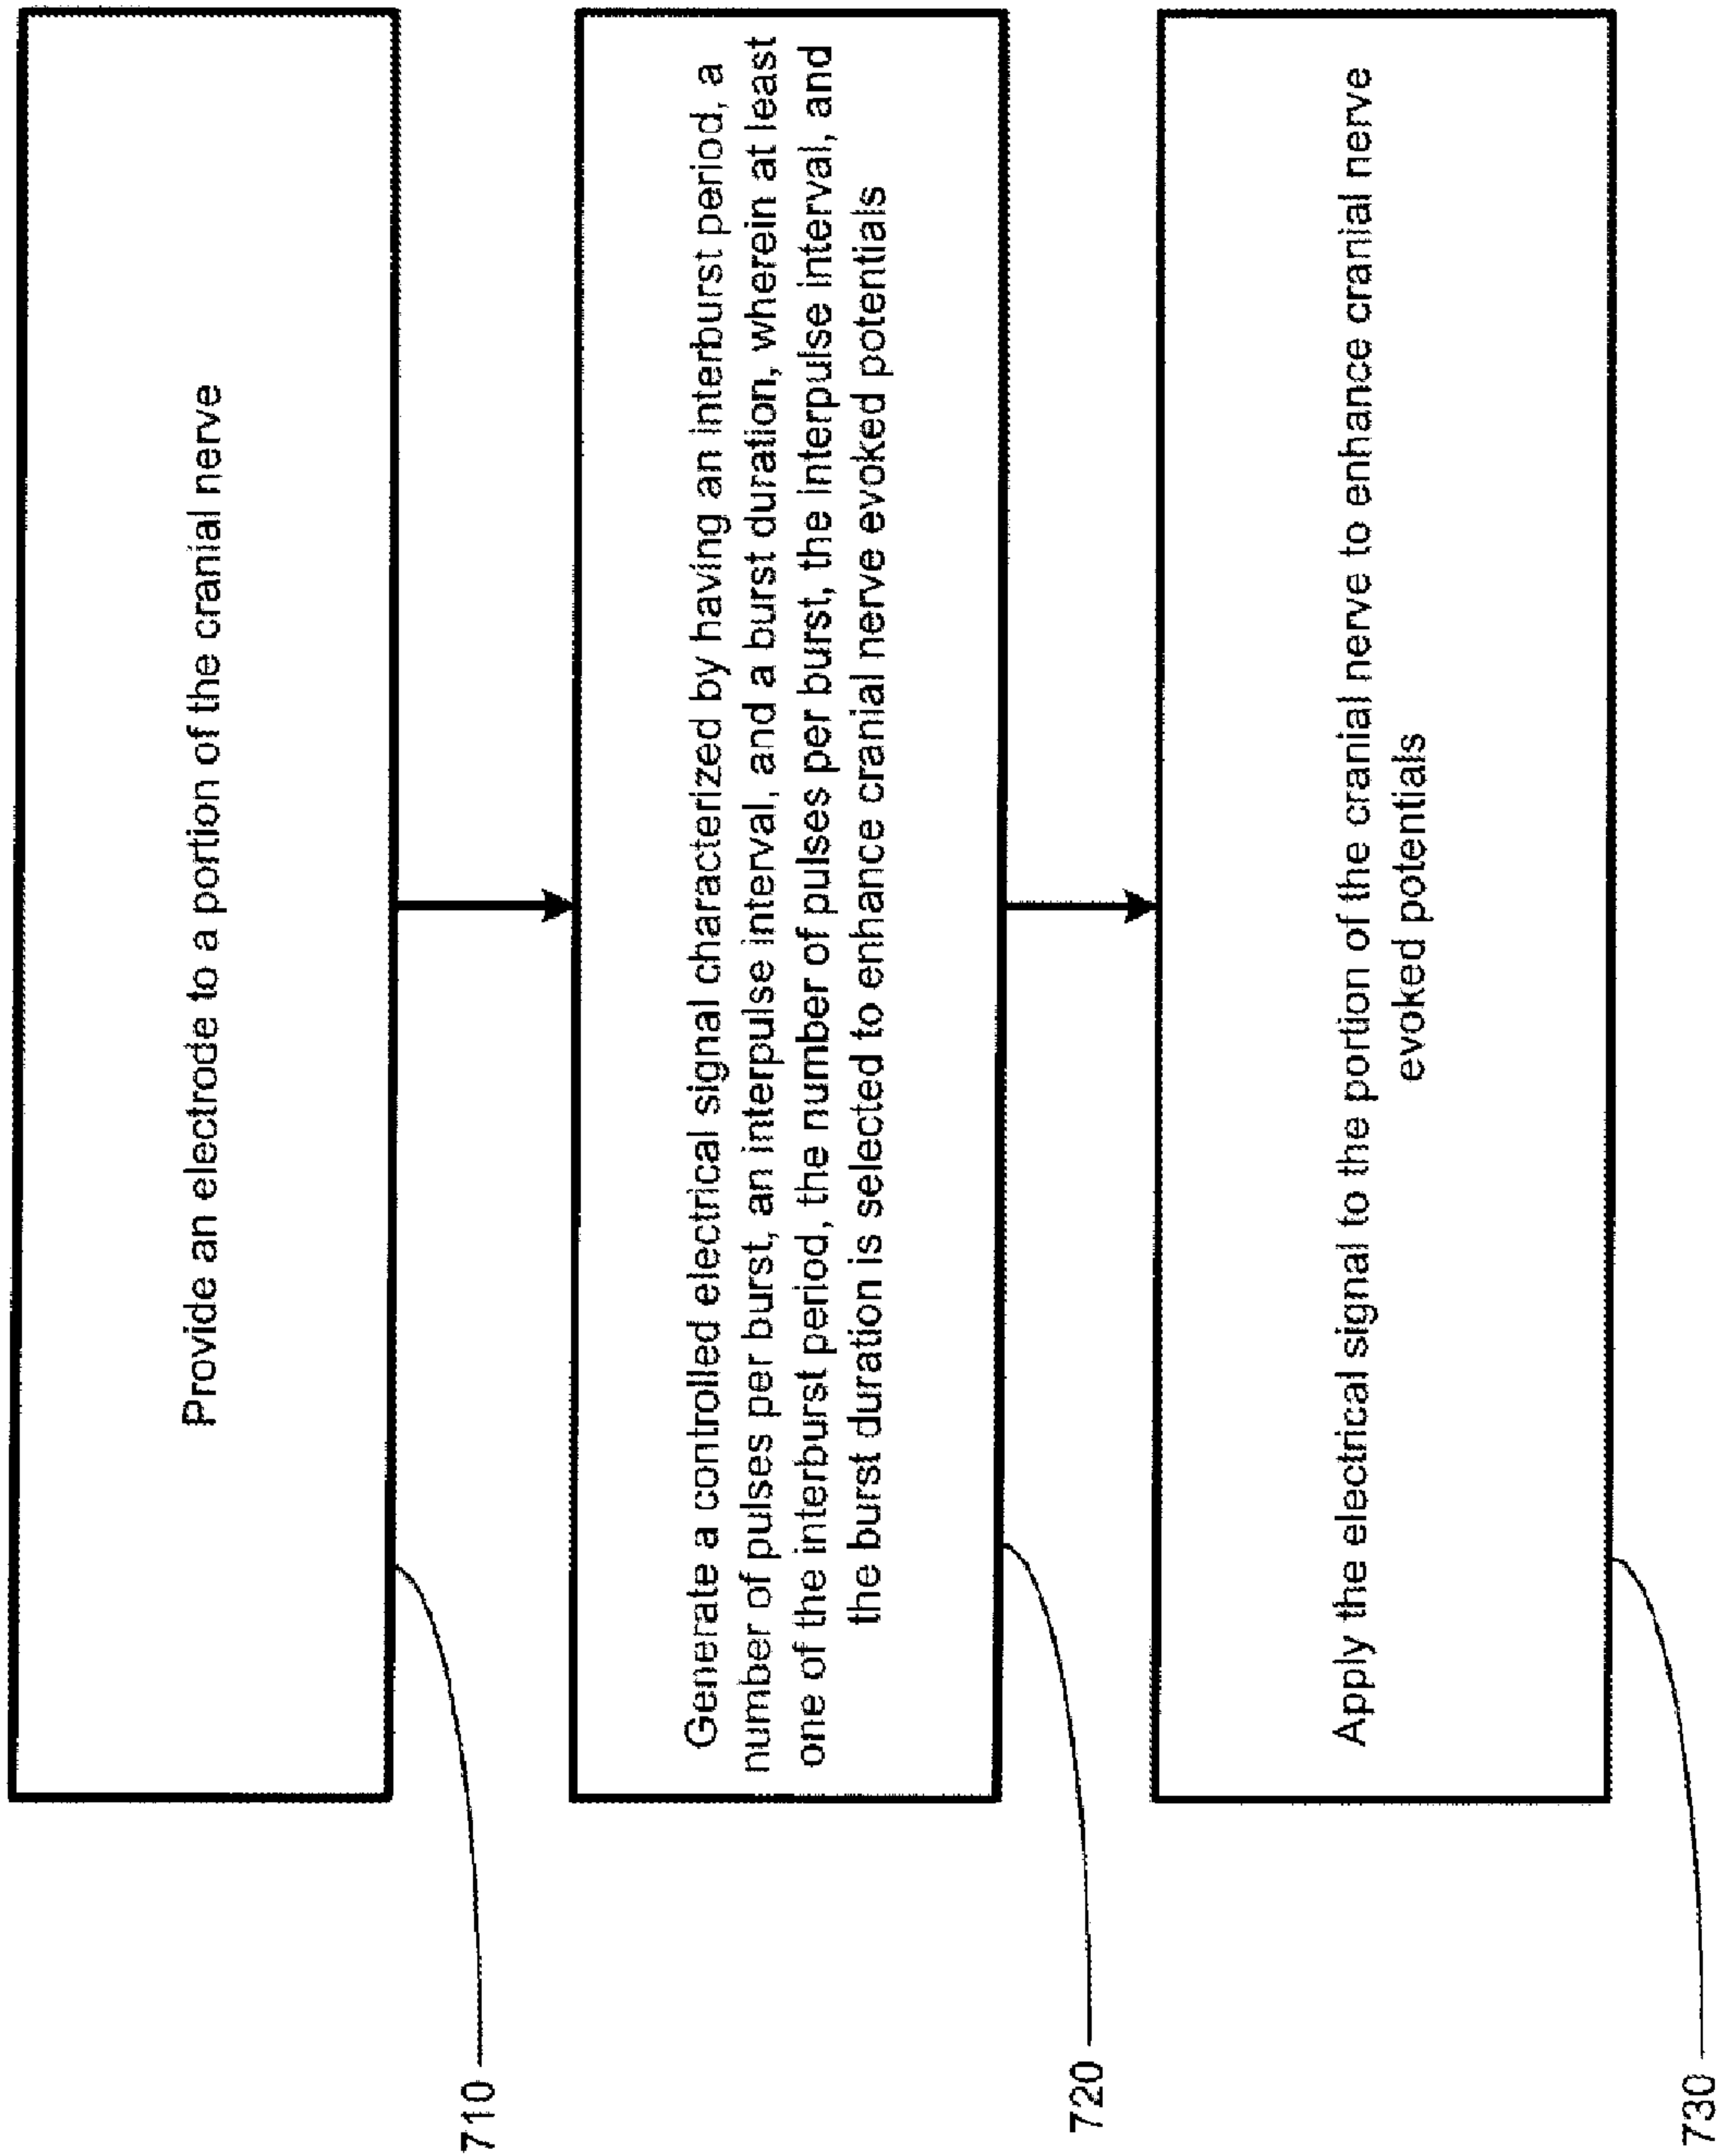 Provide an electrode to a portion of the cranial nerve
710
Generate a controlled electrical signal characterized by having an interburst period, a
number of pulses per burst, an interpulse interval, and a burst duration, wherein at least
one of the interburst period, the number of pulses per burst, the interpulse interval, and
the burst duration is selected to enhance cranial nerve evoked potentials
720
Apply the electrical signal to the portion of the cranial nerve to enhance cranial nerve
evoked potentials
730